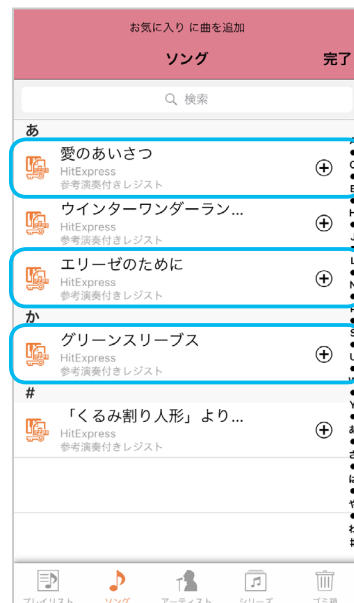 お気に入り に曲を追加
ソング 完了
検索
あ
愛のあいさつ
HitExpress
参考演奏付きレジスト
ウインターワンダーラン...
HitExpress
参考演奏付きレジスト
エリーゼのために
HitExpress
参考演奏付きレジスト
か
グリーンスリーブス
HitExpress
参考演奏付きレジスト
#
「くるみ割り人形」より...
HitExpress
参考演奏付きレジスト
プレイリスト ソング アーティスト シリーズ ゴミ箱